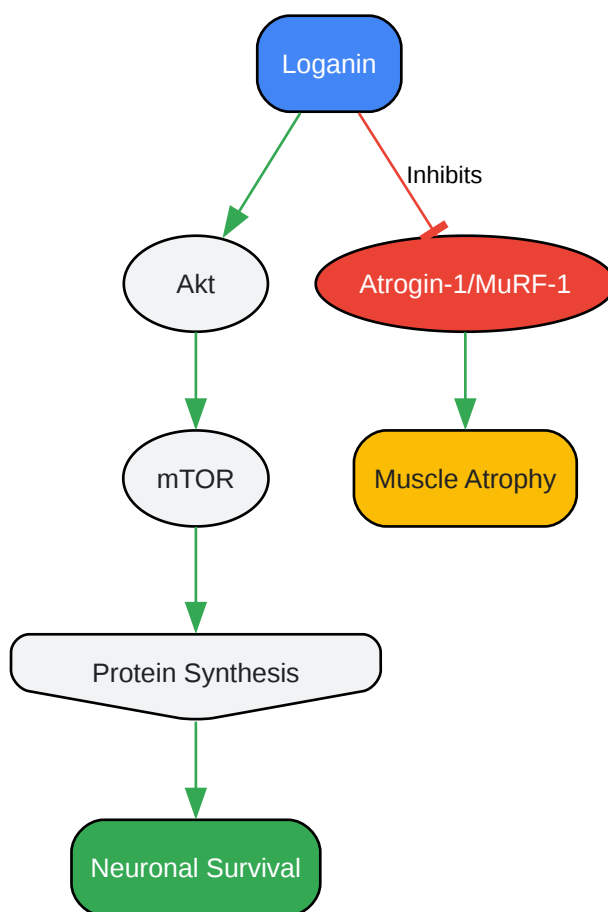 Loganin
Inhibits
Akt
Atrogin-1/MuRF-1
mTOR
Muscle Atrophy
Protein Synthesis
Neuronal Survival